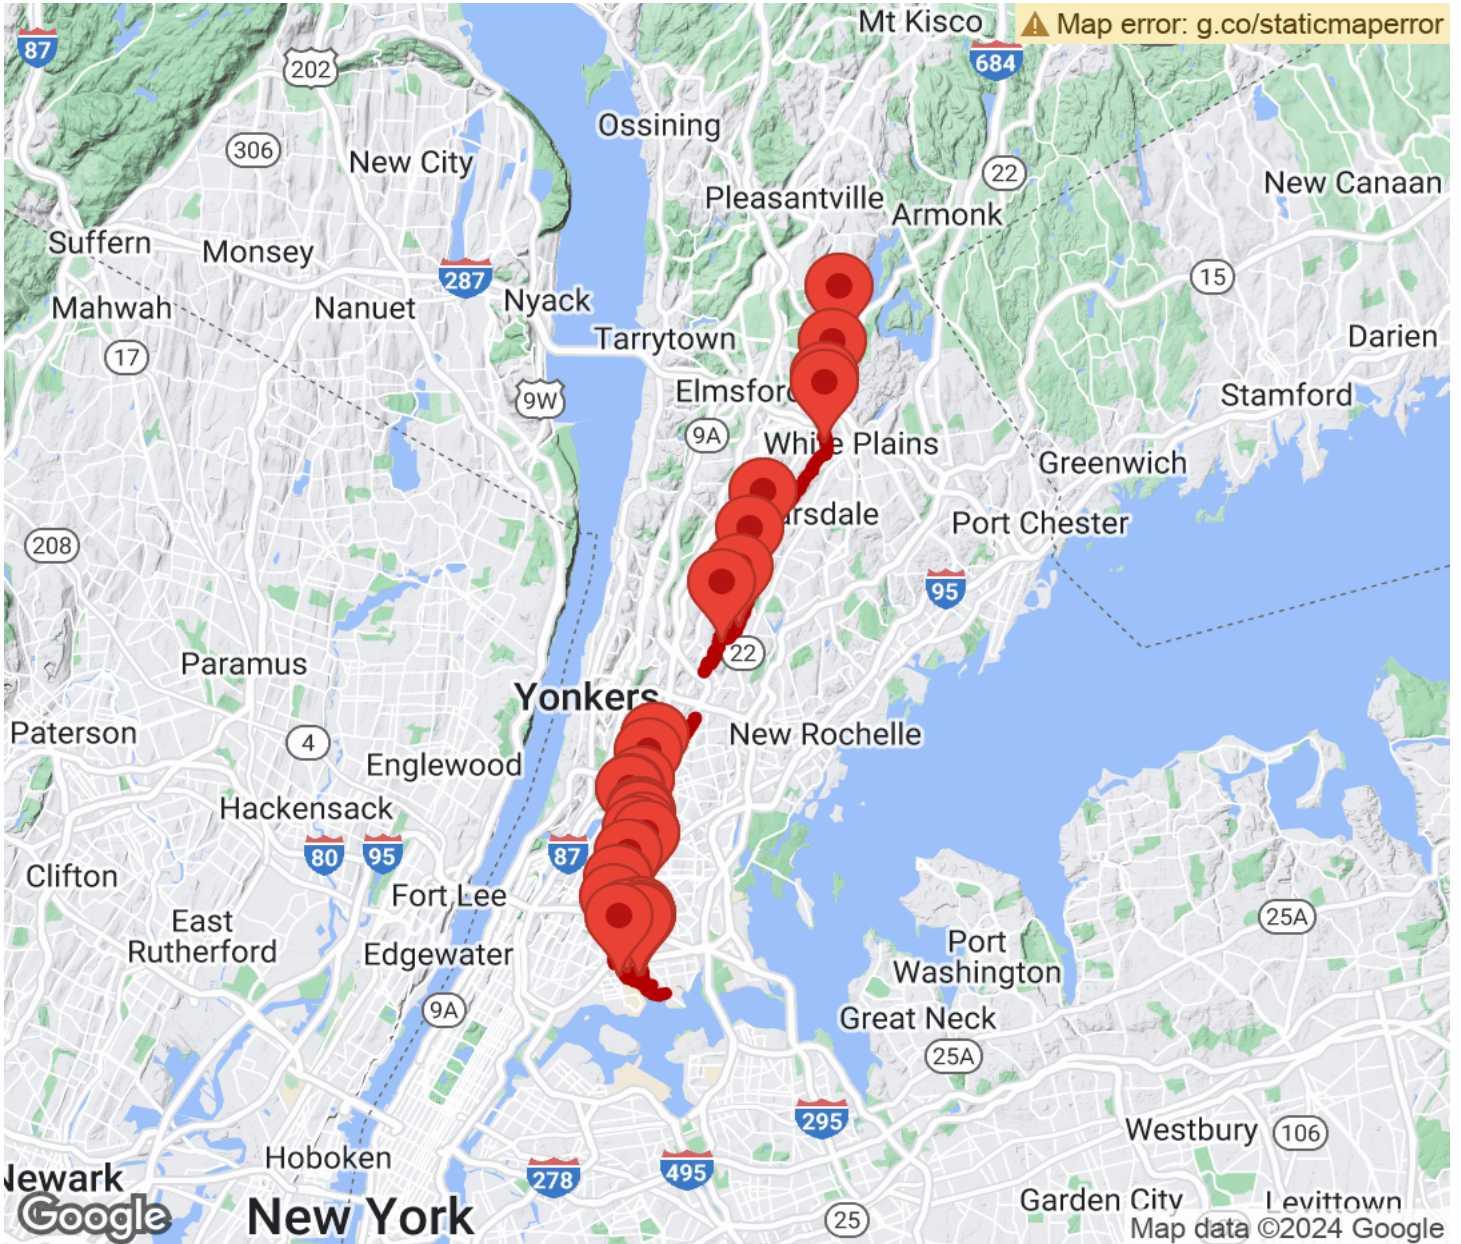 Mt Kisco
Map error: g.co/staticmaperror
87
202
684
Ossining
306
New City
22
New Canaan
Pleasantville
Armonk
Suffern
Monsey
287
15
Mahwah
Nanuet
Nyack
Tarrytown
Darien
17
Elmsford
Stamford
9W
9A
White Plains
Greenwich
arsdale
Port Chester
208
95
22
Paramus
Yonkers
Paterson
4
New Rochelle
Englewood
Hackensack
80
95
87
Clifton
Fort Lee
East
Rutherford
25A
Edgewater
Port
Washington
9A
Great Neck
25A
295
Westbury
106
Hoboken
278
495
Newark
Google
New York
25
Garden City
Levittown
Map data ©2024 Google